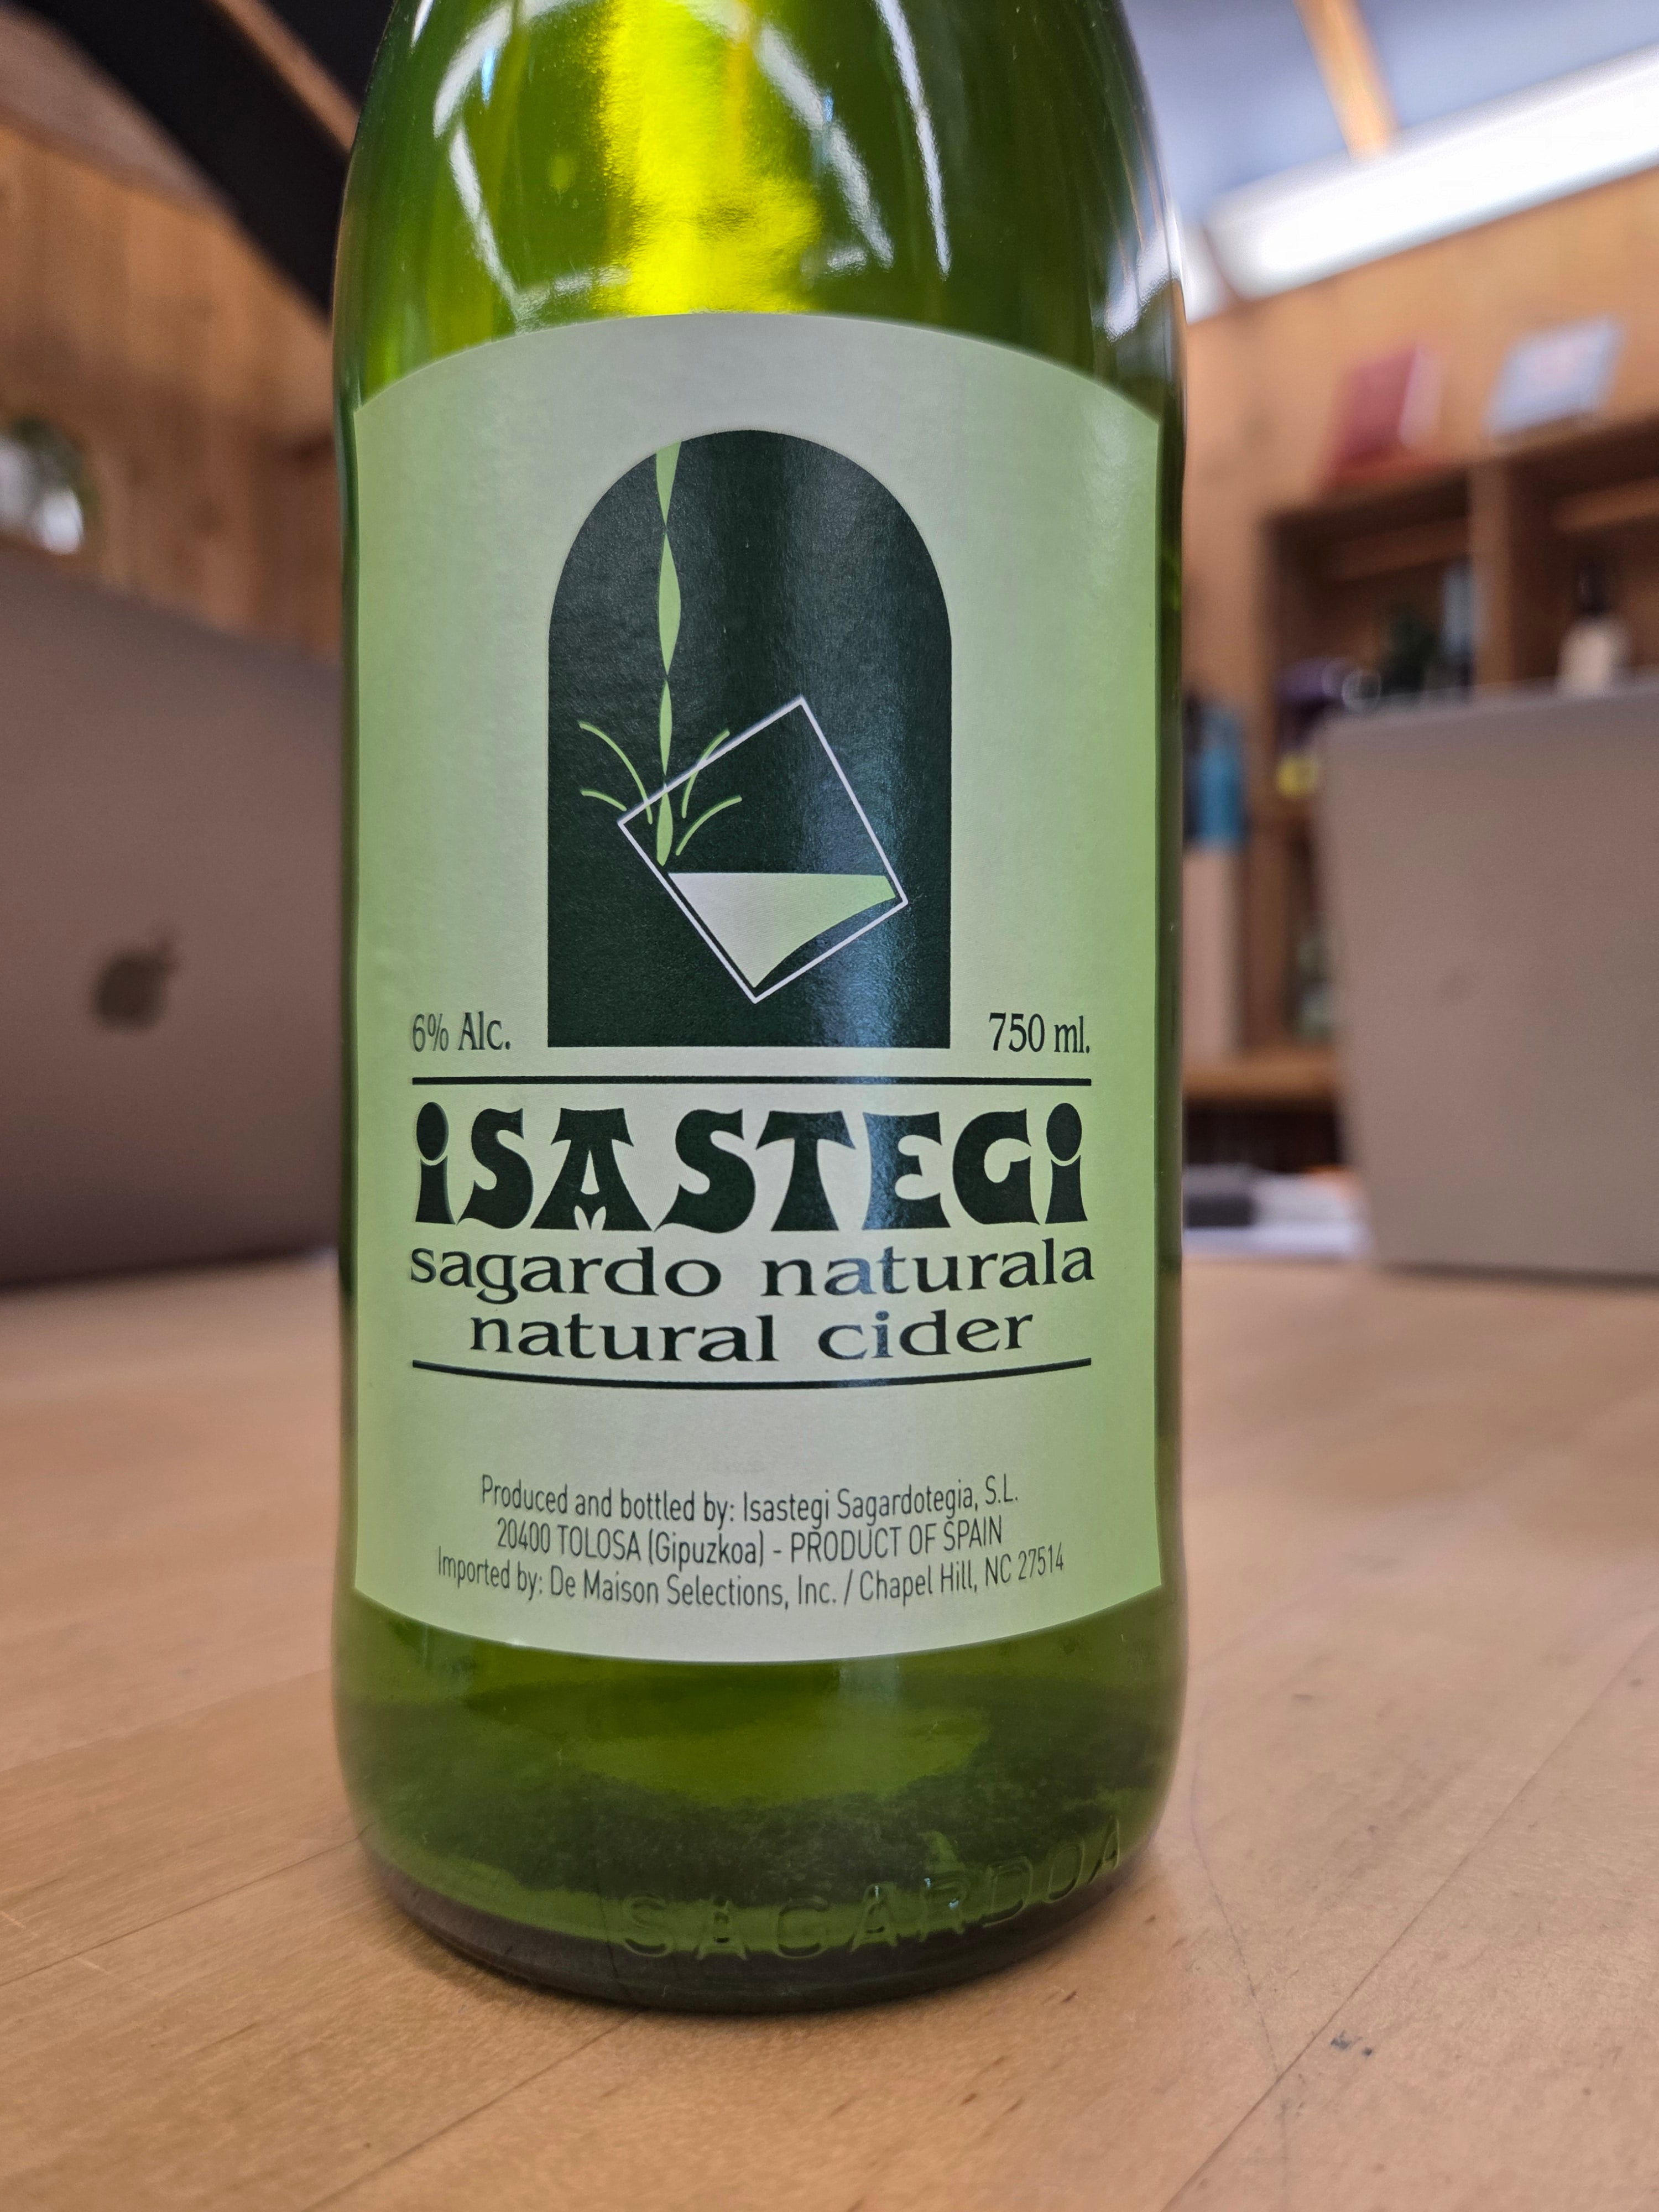 6% Alc.
750 ml.
iSASTEGi
sagardo naturala
natural cider
Produced and bottled by: Isastegi Sagardotegia, S.L.
20400 TOLOSA (Gipuzkoa) - PRODUCT OF SPAIN
Imported by: De Maison Selections, Inc. / Chapel Hill, NC 27514
SAGARDOA